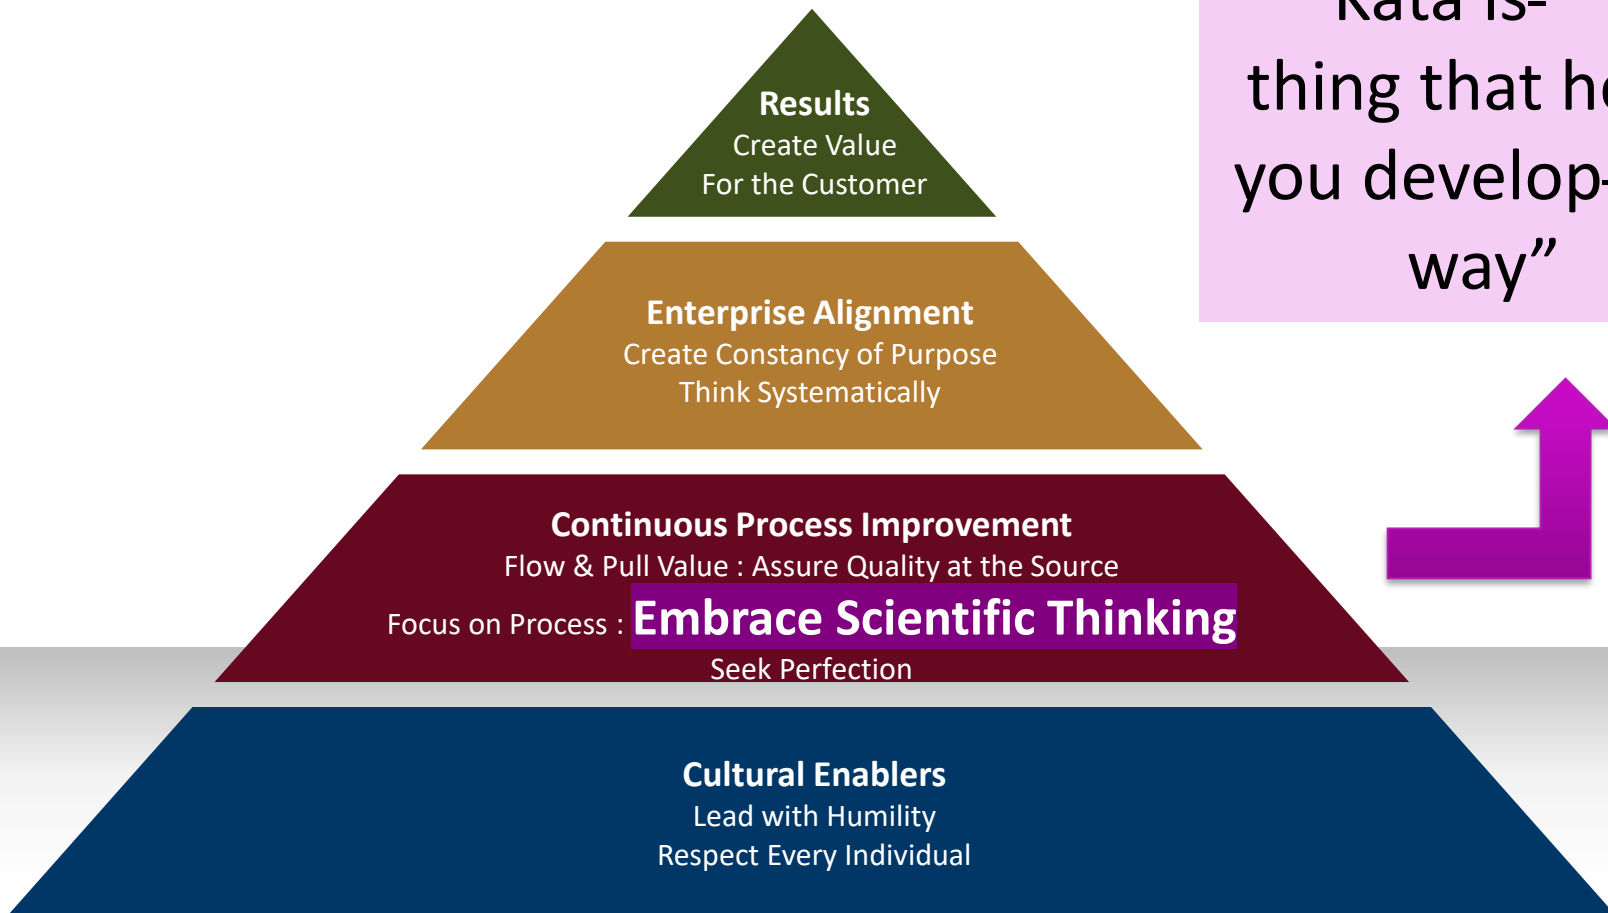 Results
Create Value
For the Customer
Enterprise Alignment
Create Constancy of Purpose
Think Systematically
Continuous Process Improvement
Flow & Pull Value : Assure Quality at the Source
Focus on Process : Embrace Scientific Thinking
Seek Perfection
Cultural Enablers
Lead with Humility
Respect Every Individual
Kata is-
thing that
you develop-
way”